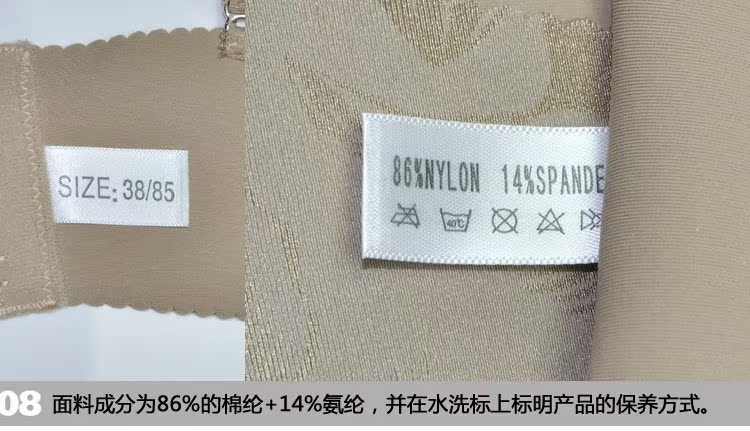 SIZE: 38/85
86%NYLON 14%SPANDE
40℃
08 面料成分为86%的棉纶+14%氨纶，并在水洗标上标明产品的保养方式。